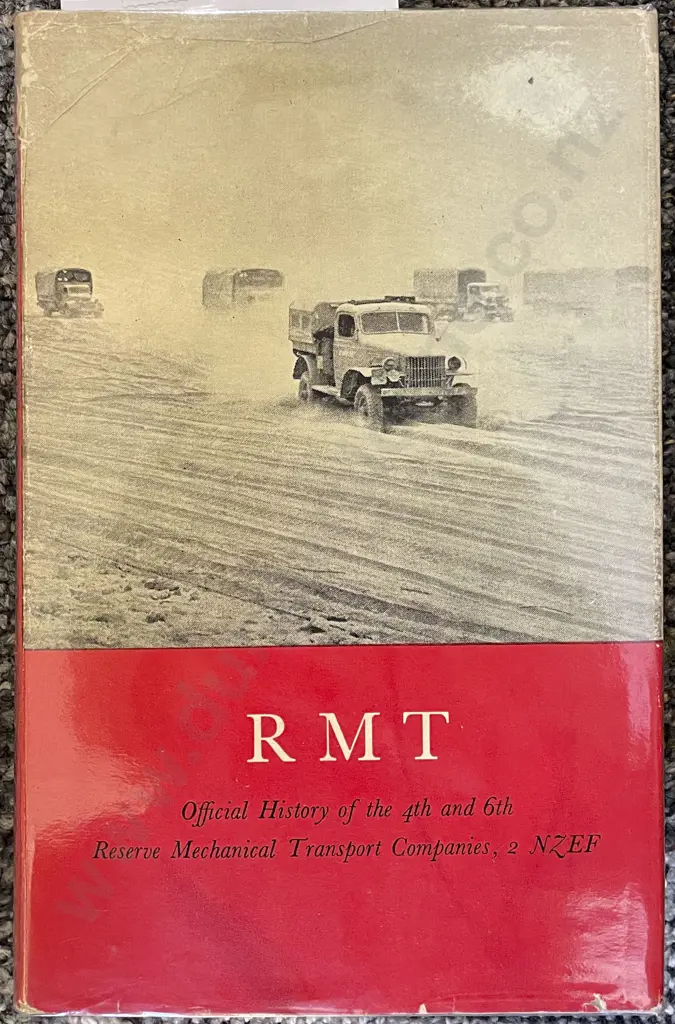 RMT
Official History of the 4th and 6th
Reserve Mechanical Transport Companies, 2 NZEF